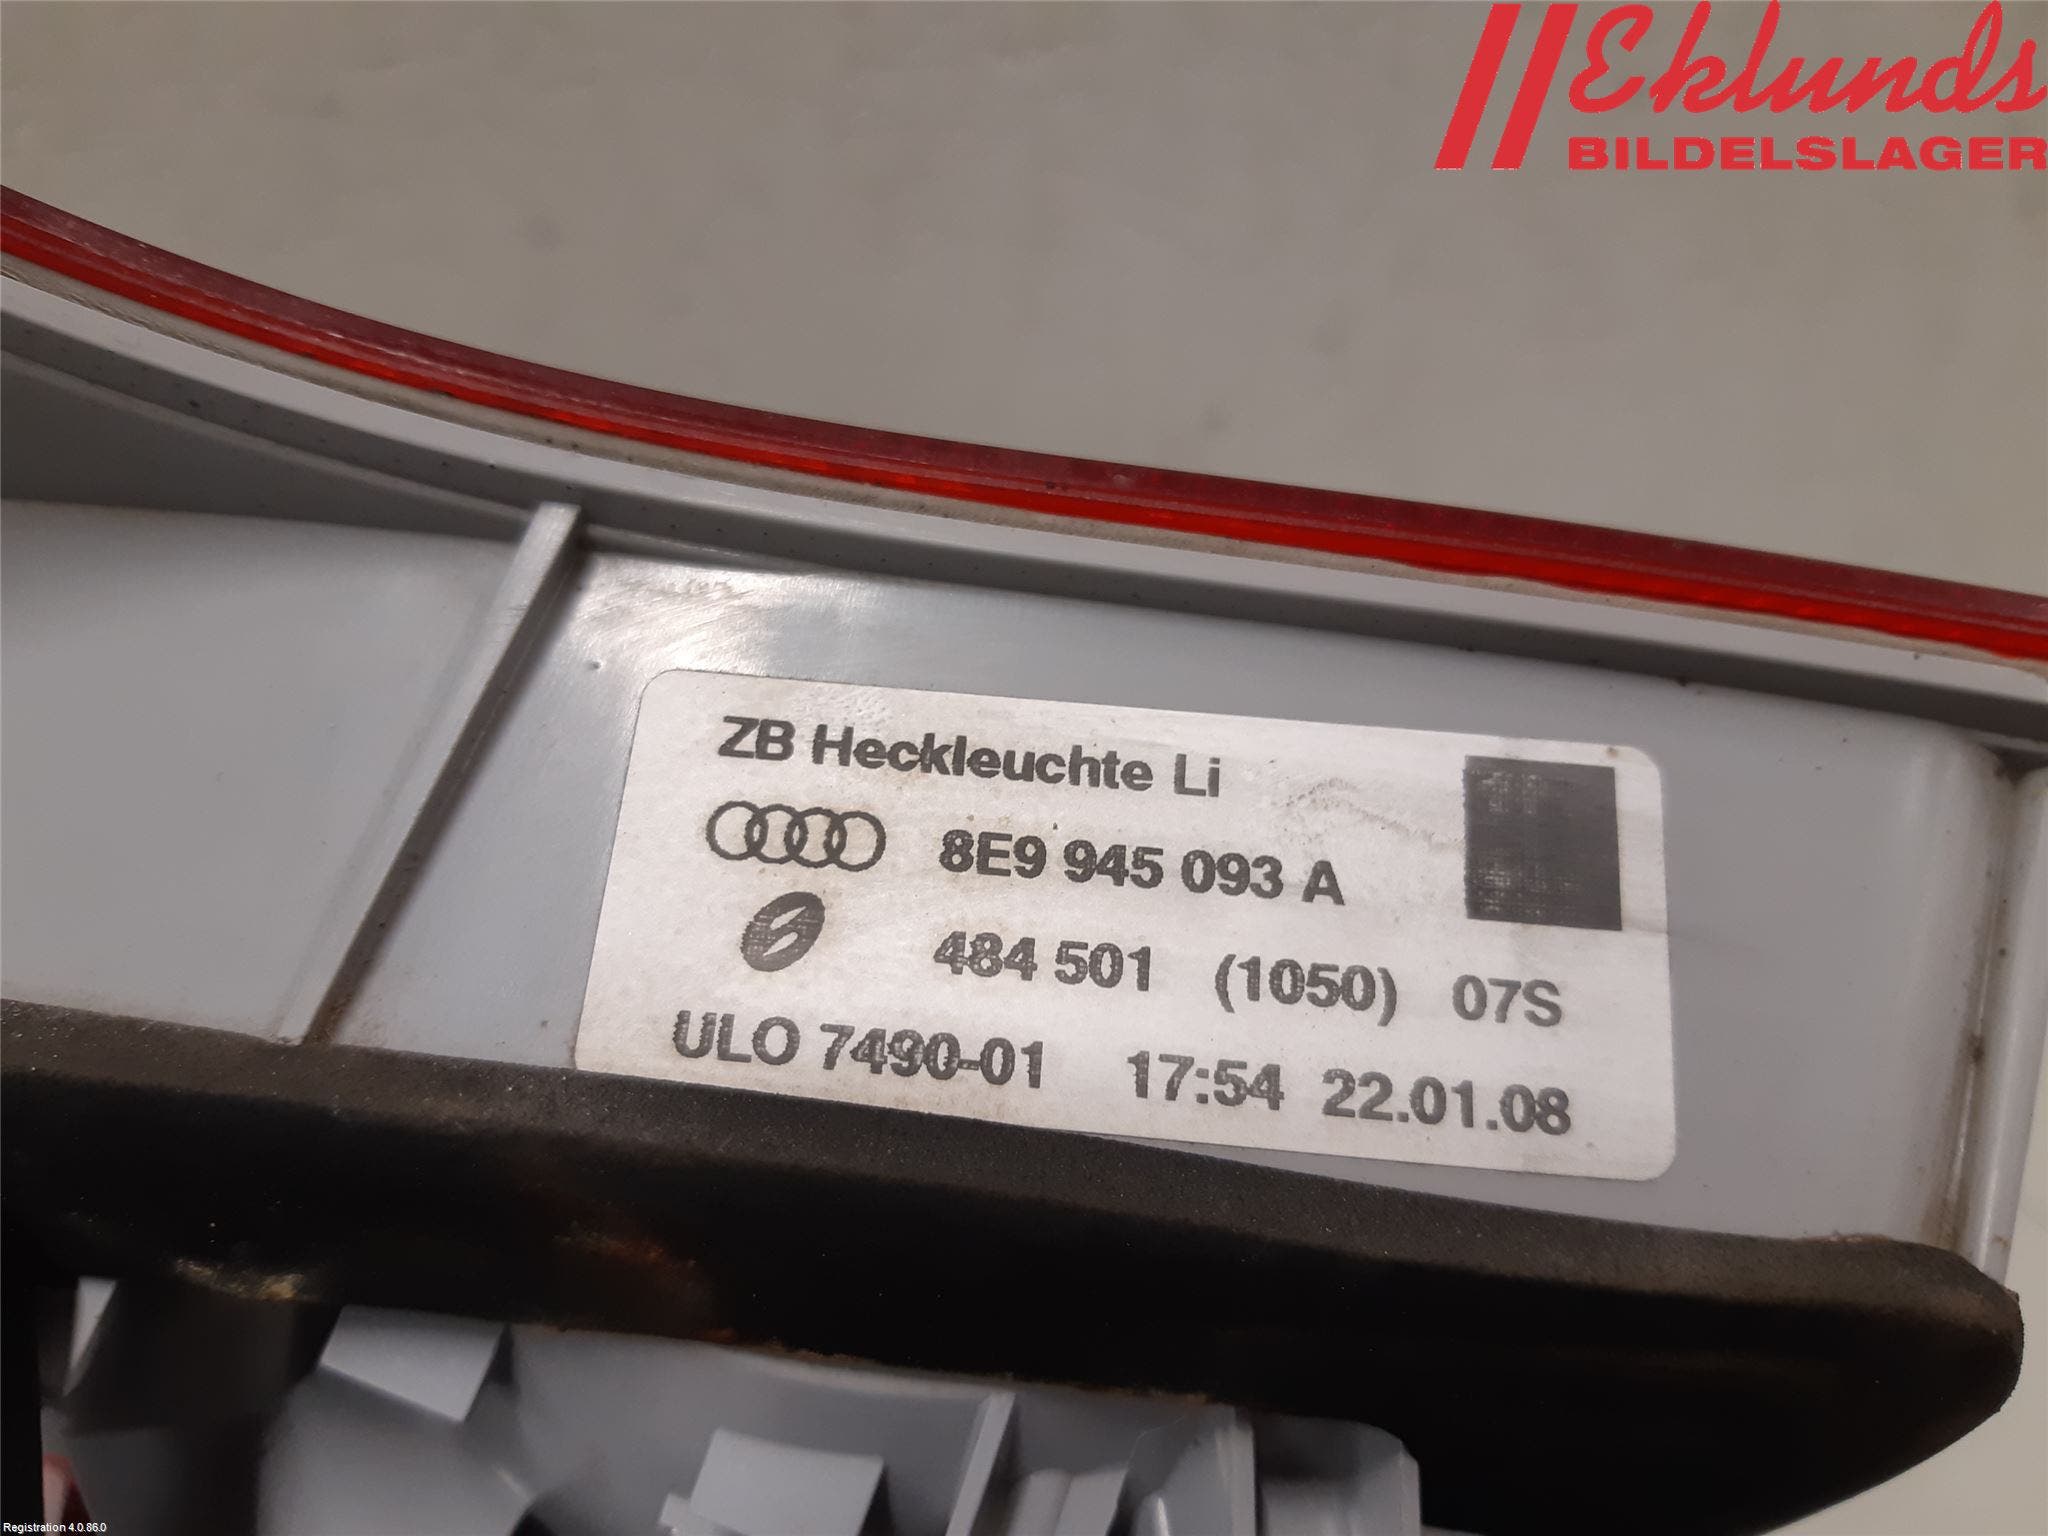 Eklunds
BILDELSLAGER
ZB Heckleuchte Li
8E9 945 093 A
484 501 (1050) 07S
ULO 7490-01 17:54 22.01.08
Registration 4.0.86.0